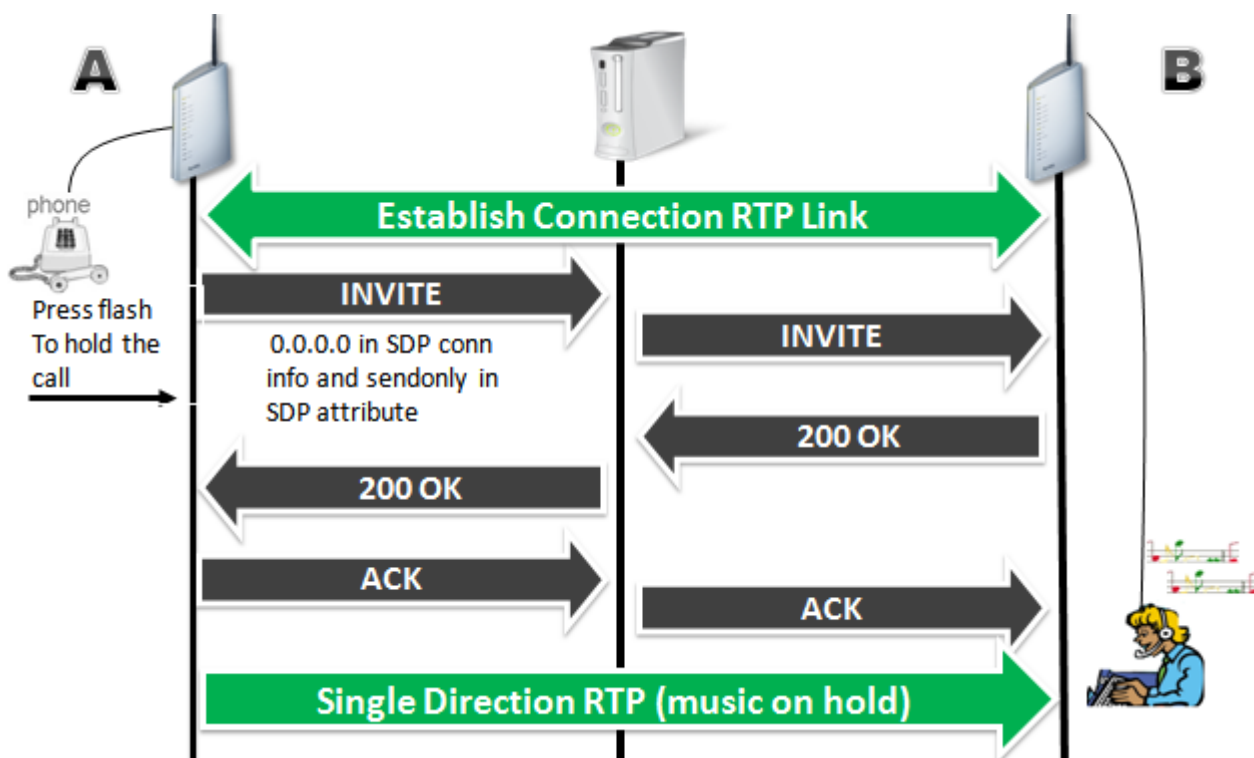 A
B
phone
Establish Connection RTP Link
INVITE
Press flash
To hold the
call
0.0.0.0 in SDP conn
info and sendonly in
SDP attribute
INVITE
200 OK
200 OK
ACK
ACK
Single Direction RTP (music on hold)